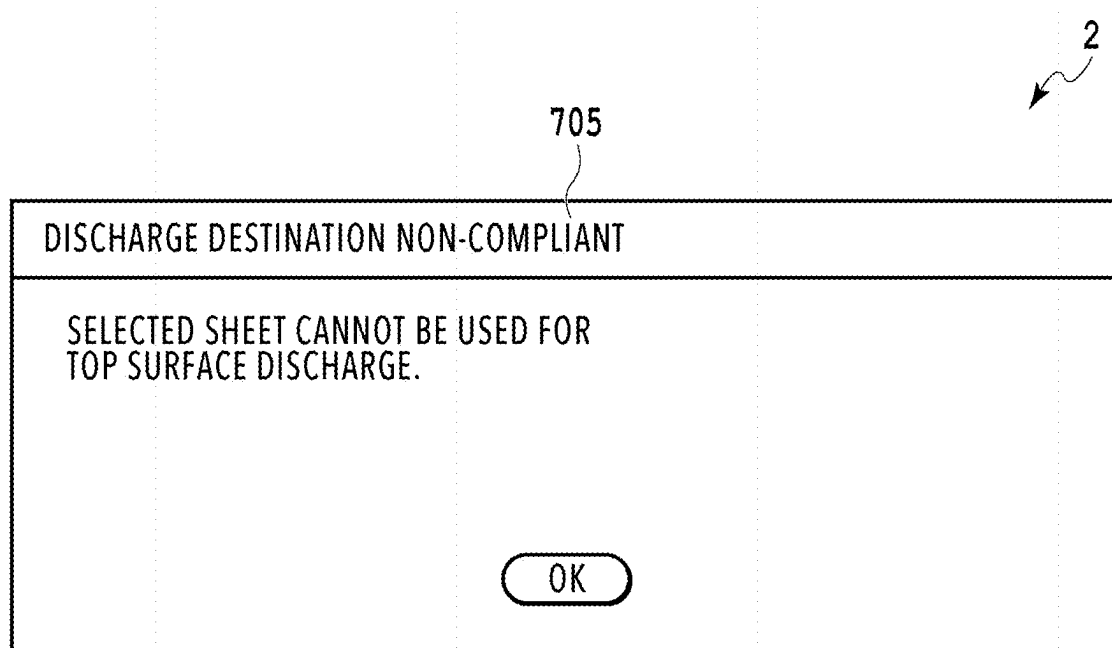 2
705
DISCHARGE DESTINATION NON-COMPLIANT
SELECTED SHEET CANNOT BE USED FOR
TOP SURFACE DISCHARGE.
OK